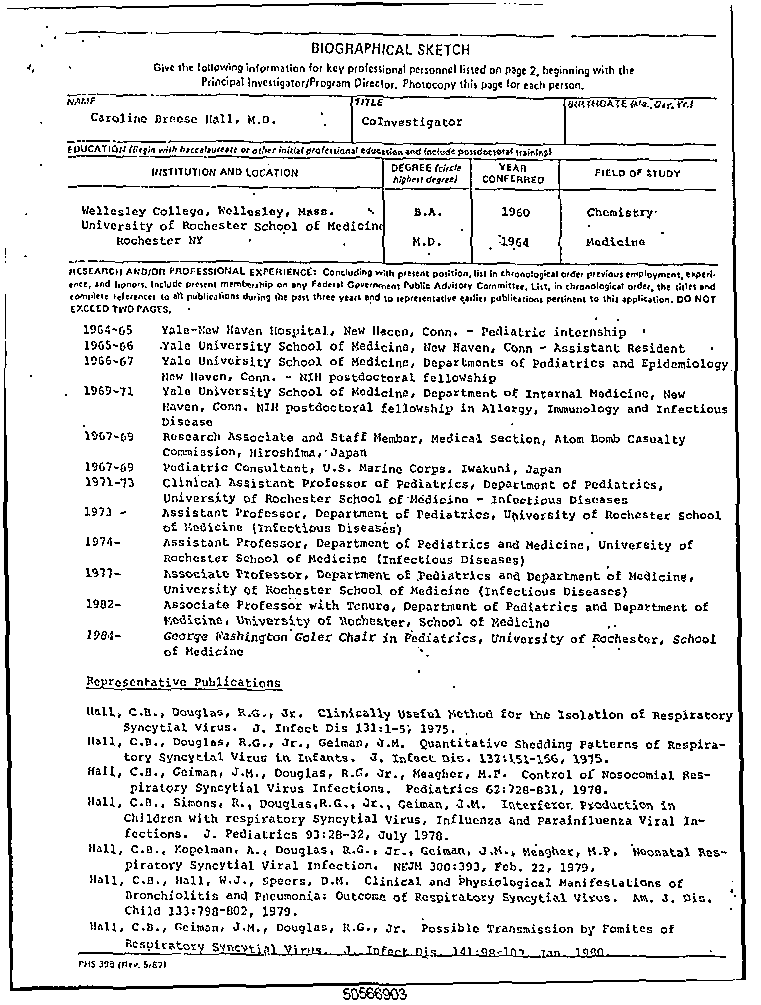 BIOGRAPHICAL SKETCH
Give the following information for key professional personnel listed on page 2, beginning with the
Principal Investigator/Program Director. Photocopy this page for each person.
NAME TITLE BIRTHDATE (Mo., Day, Yr.)
Caroline Breese Hall, M.D. CoInvestigator
EDUCATION (Begin with baccalaureate or other initial professional education and include postdoctoral training)
INSTITUTION AND LOCATION DEGREE (circle highest degree) YEAR CONFERRED FIELD OF STUDY
Wellesley College, Wellesley, Mass. B.A. 1960 Chemistry
University of Rochester School of Medicine
Rochester NY M.D. 1964 Medicine
RESEARCH AND/OR PROFESSIONAL EXPERIENCE: Concluding with present position, list in chronological order previous employment, experi-
ence, and honors. Include present membership on any Federal Government Public Advisory Committee. List, in chronological order, the titles and
complete references to all publications during the past three years and to representative earlier publications pertinent to this application. DO NOT
EXCEED TWO PAGES.
1964-65 Yale-New Haven Hospital, New Haven, Conn. - Pediatric internship
1965-66 Yale University School of Medicine, New Haven, Conn - Assistant Resident
1966-67 Yale University School of Medicine, Departments of Pediatrics and Epidemiology
New Haven, Conn. - NIH postdoctoral fellowship
1969-71 Yale University School of Medicine, Department of Internal Medicine, New
Haven, Conn. NIH postdoctoral fellowship in Allergy, Immunology and Infectious
Disease
1967-69 Research Associate and Staff Member, Medical Section, Atom Bomb Casualty
Commission, Hiroshima, Japan
1967-69 Pediatric Consultant, U.S. Marine Corps. Iwakuni, Japan
1971-73 Clinical Assistant Professor of Pediatrics, Department of Pediatrics,
University of Rochester School of Medicine - Infectious Diseases
1973 - Assistant Professor, Department of Pediatrics, University of Rochester School
of Medicine (Infectious Diseases)
1974- Assistant Professor, Department of Pediatrics and Medicine, University of
Rochester School of Medicine (Infectious Diseases)
1977- Associate Professor, Department of Pediatrics and Department of Medicine,
University of Rochester School of Medicine (Infectious Diseases)
1982- Associate Professor with Tenure, Department of Pediatrics and Department of
Medicine, University of Rochester, School of Medicine
1984- George Washington Goler Chair in Pediatrics, University of Rochester, School
of Medicine
Representative Publications
Hall, C.B., Douglas, R.G., Jr. Clinically Useful Method for the Isolation of Respiratory
Syncytial Virus. J. Infect Dis 131:1-5, 1975.
Hall, C.B., Douglas, R.G., Jr., Geiman, J.M. Quantitative Shedding Patterns of Respira-
tory Syncytial Virus in Infants. J. Infect Dis. 132:151-156, 1975.
Hall, C.B., Geiman, J.M., Douglas, R.G. Jr., Meagher, M.P. Control of Nosocomial Res-
piratory Syncytial Virus Infections. Pediatrics 62:728-831, 1978.
Hall, C.B., Simons, R., Douglas,R.G., Jr., Geiman, J.M. Interferon Production in
Children with respiratory Syncytial Virus, Influenza and Parainfluenza Viral In-
fections. J. Pediatrics 93:28-32, July 1978.
Hall, C.B., Kopelman, A., Douglas, R.G., Jr., Geiman, J.M., Meagher, M.P. Neonatal Res-
piratory Syncytial Viral Infection. NEJM 300:393, Feb. 22, 1979.
Hall, C.B., Hall, W.J., Speers, D.M. Clinical and Physiological Manifestations of
Bronchiolitis and Pneumonia: Outcome of Respiratory Syncytial Virus. Am. J. Dis.
Child 133:798-802, 1979.
Hall, C.B., Geiman, J.M., Douglas, R.G., Jr. Possible Transmission by Fomites of
Respiratory Syncytial Virus. J. Infect Dis. 141:98-102, Jan. 1980.
PHS 398 (Rev. 5/82)
50566903